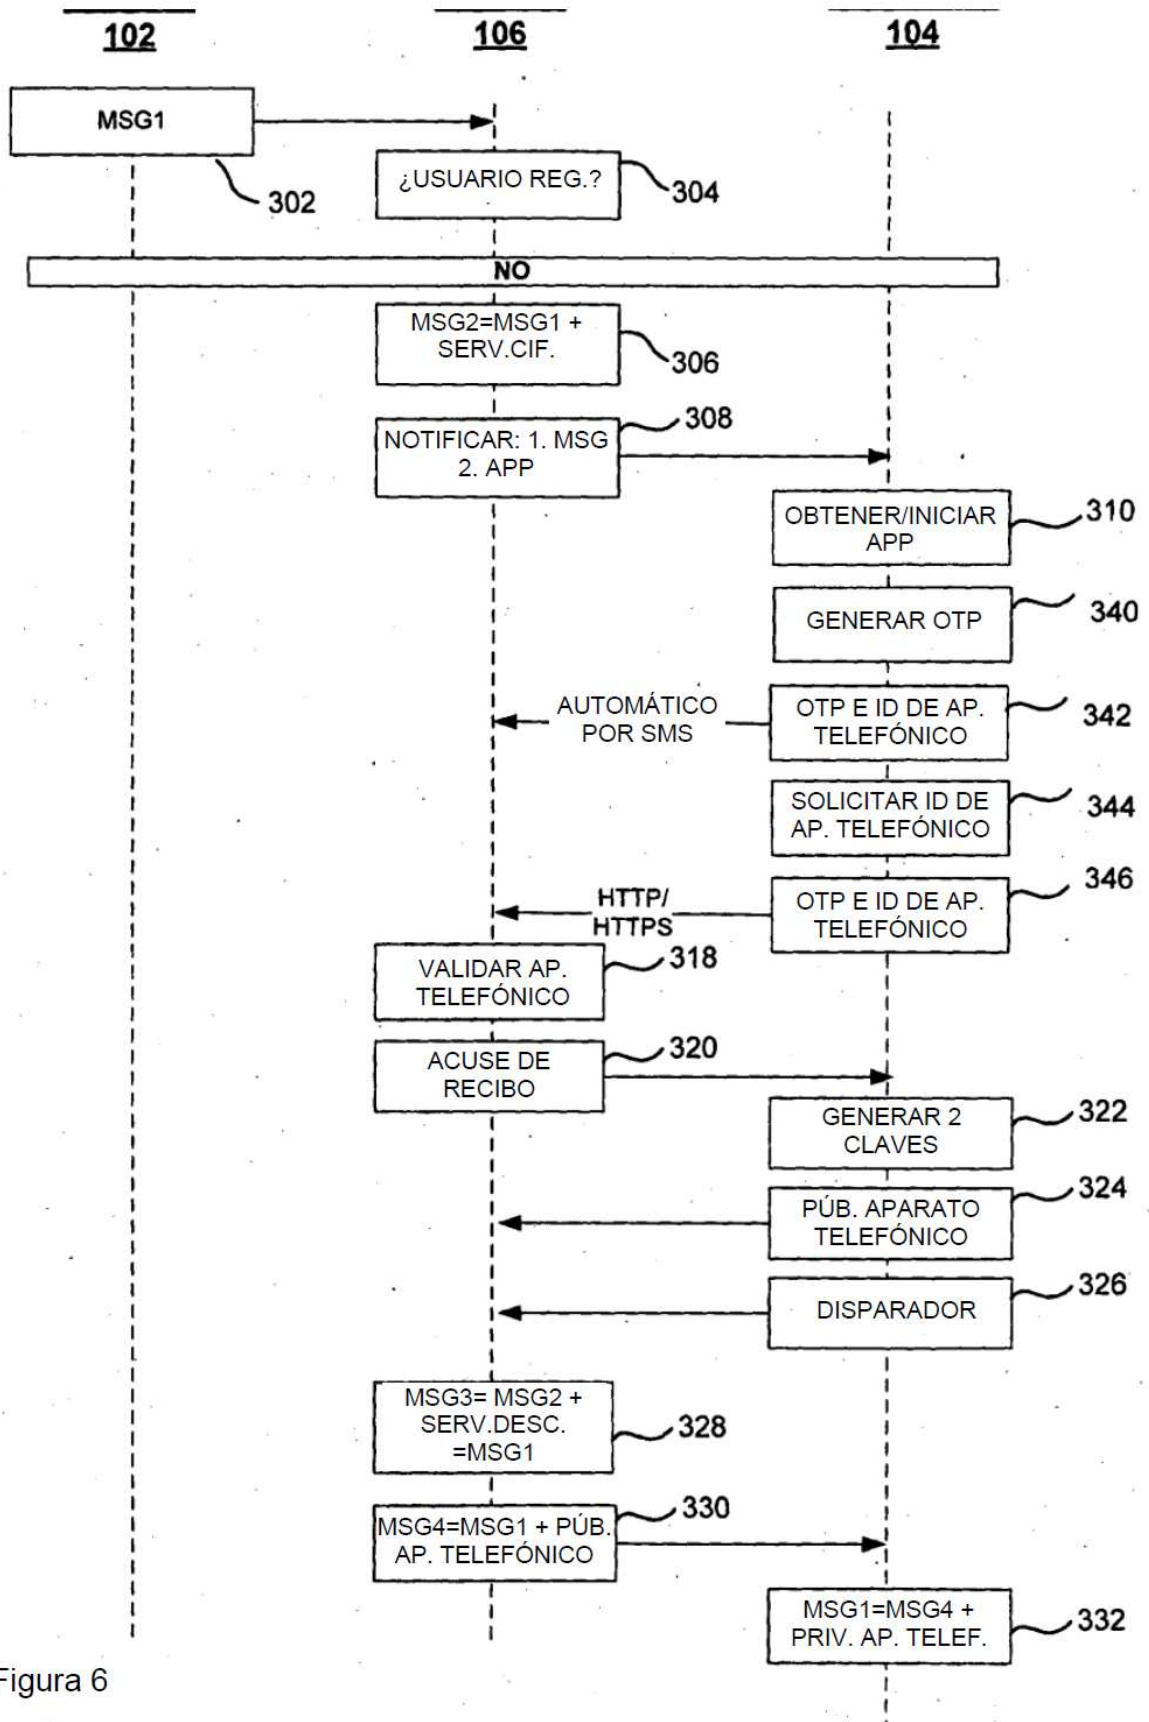 102
106
104
MSG1
302
¿USUARIO REG.?
304
NO
MSG2=MSG1 +
SERV.CIF.
306
NOTIFICAR: 1. MSG
2. APP
308
OBTENER/INICIAR
APP
310
GENERAR OTP
340
AUTOMÁTICO
POR SMS
OTP E ID DE AP.
TELEFÓNICO
342
SOLICITAR ID DE
AP. TELEFÓNICO
344
HTTP/
HTTPS
OTP E ID DE AP.
TELEFÓNICO
346
VALIDAR AP.
TELEFÓNICO
318
ACUSE DE
RECIBO
320
GENERAR 2
CLAVES
322
PÚB. APARATO
TELEFÓNICO
324
DISPARADOR
326
MSG3= MSG2 +
SERV.DESC.
=MSG1
328
MSG4=MSG1 + PÚB.
AP. TELEFÓNICO
330
MSG1=MSG4 +
PRIV. AP. TELEF.
332
Figura 6